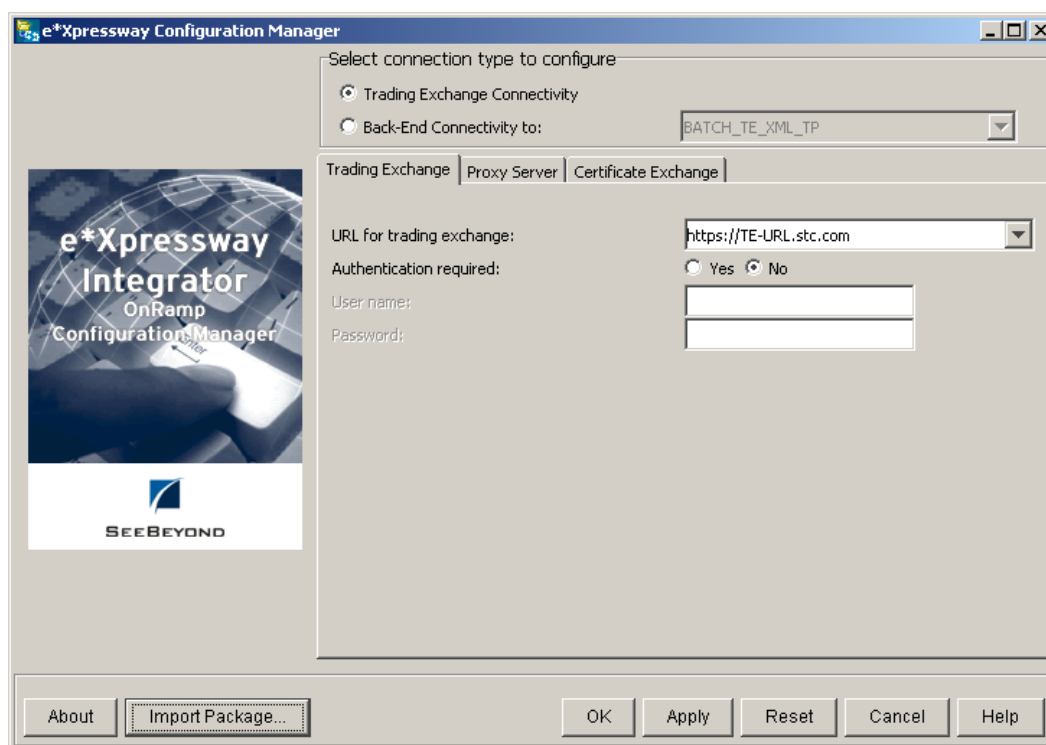 e*Xpressway Configuration Manager
Select connection type to configure
Trading Exchange Connectivity
Back-End Connectivity to:
BATCH_TE_XML_TP
Trading Exchange
Proxy Server
Certificate Exchange
e*Xpressway
Integrator
OnRamp
Configuration Manager
enter
SEEBEYOND
URL for trading exchange:
https://TE-URL.stc.com
Authentication required:
Yes
No
User name:
Password:
About
Import Package...
OK
Apply
Reset
Cancel
Help